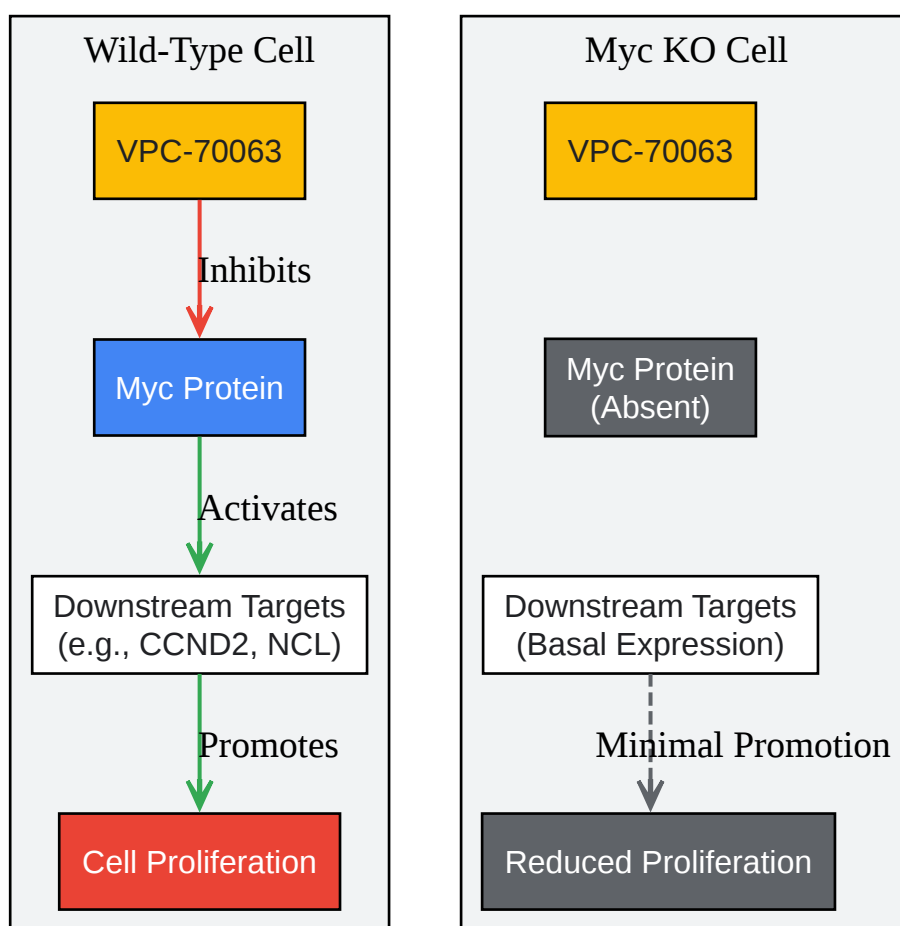 Wild-Type Cell
VPC-70063
Inhibits
Myc Protein
Activates
Downstream Targets
(e.g., CCND2, NCL)
Promotes
Cell Proliferation
Myc KO Cell
VPC-70063
Myc Protein
(Absent)
Downstream Targets
(Basal Expression)
Minimal Promotion
Reduced Proliferation